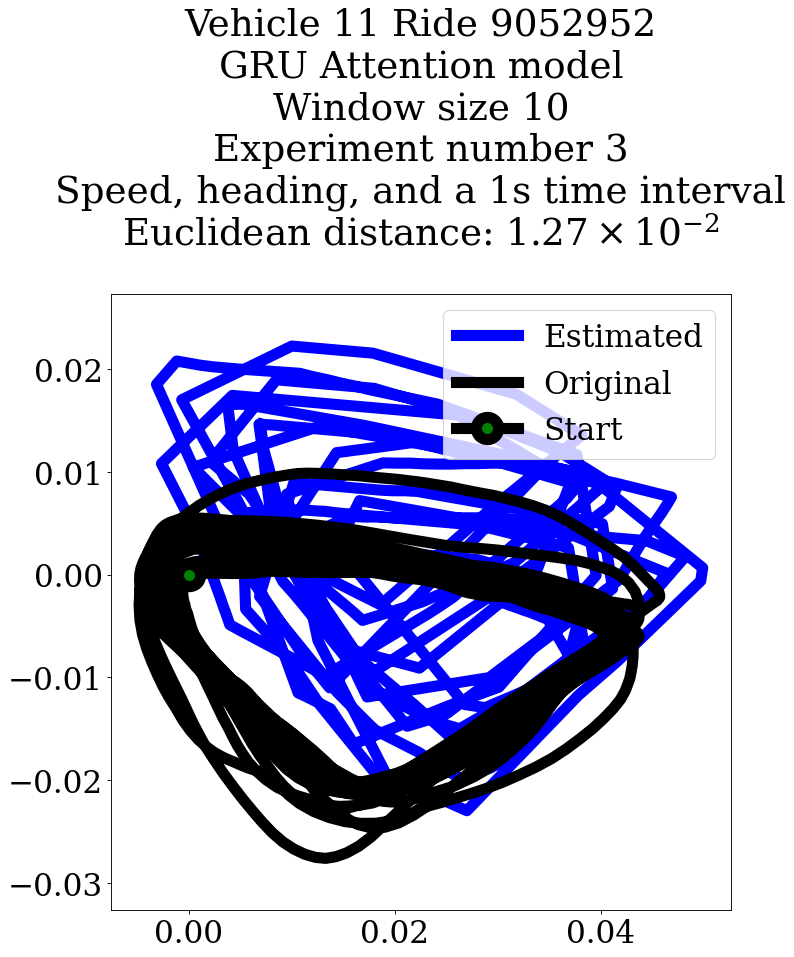 Vehicle 11 Ride 9052952
GRU Attention model
Window size 10
Experiment number 3
Speed, heading, and a 1s time interval
Euclidean distance: 1.27 × 10⁻²
Estimated
Original
Start
0.02
0.01
0.00
−0.01
−0.02
−0.03
0.00 0.02 0.04